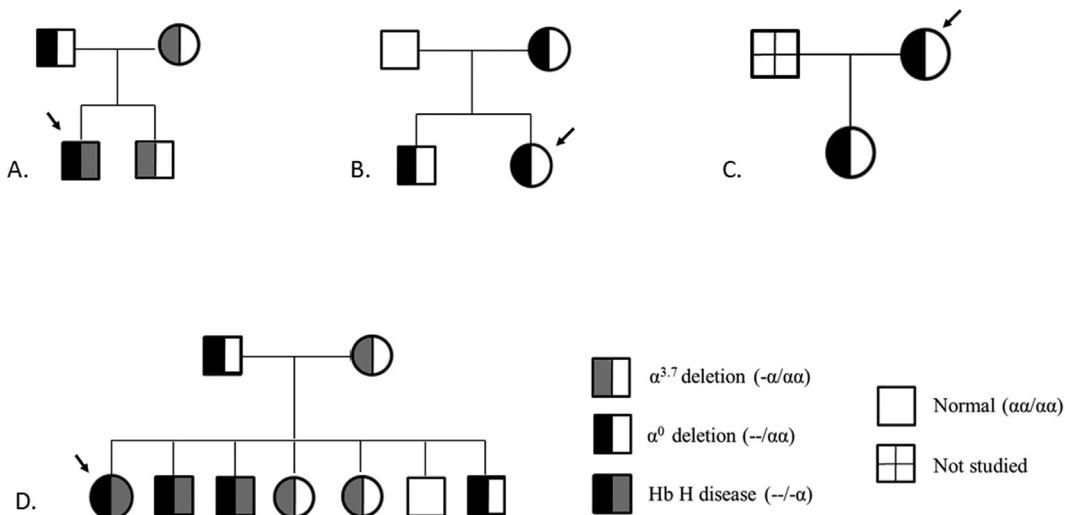 A.
B.
C.
D.
α3.7 deletion (-α/αα)
α0 deletion (--/αα)
Hb H disease (--/-α)
Normal (αα/αα)
Not studied